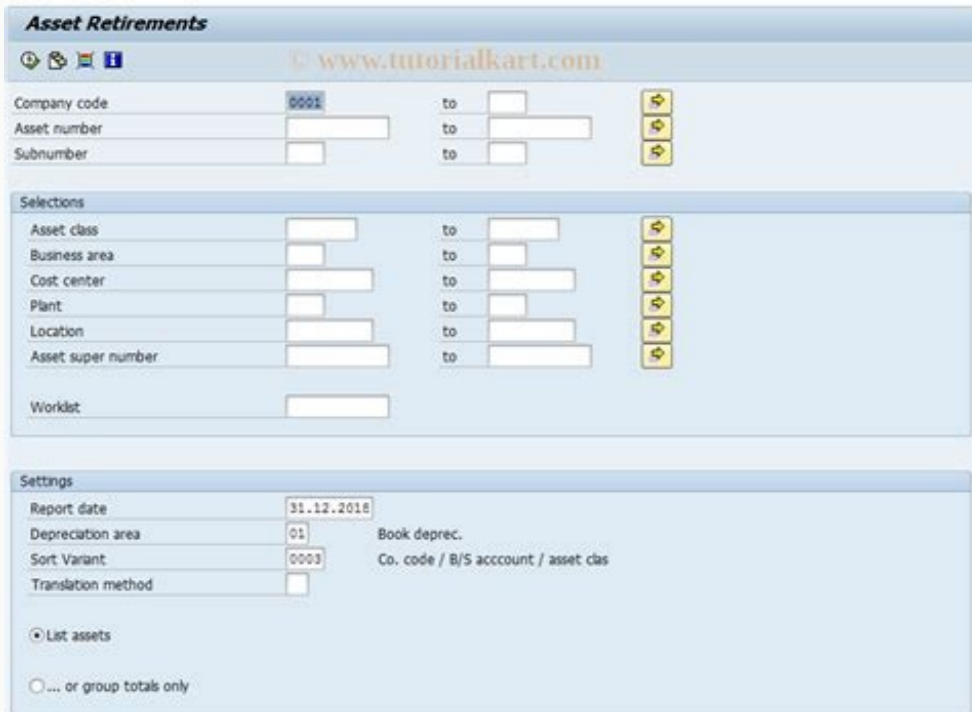 Asset Retirements
© www.tutorialkart.com
Company code 0001 to
Asset number to
Subnumber to
Selections
Asset class to
Business area to
Cost center to
Plant to
Location to
Asset super number to
Worklist
Settings
Report date 31.12.2018
Depreciation area 01 Book deprec.
Sort Variant 0003 Co. code / B/S acccount / asset clas
Translation method
List assets
... or group totals only